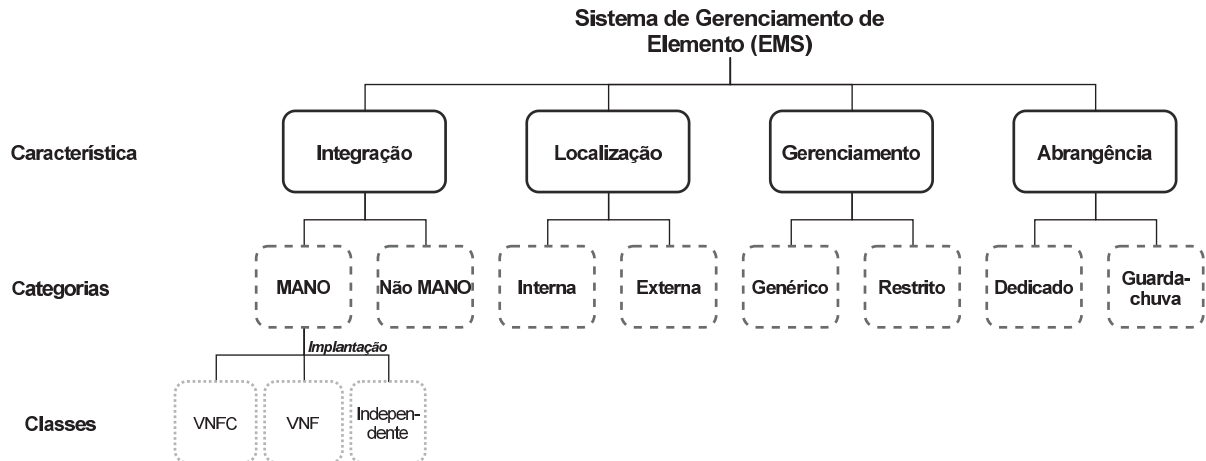 Sistema de Gerenciamento de
Elemento (EMS)
Característica
Integração
Localização
Gerenciamento
Abrangência
Categorias
MANO
Não MANO
Interna
Externa
Genérico
Restrito
Dedicado
Guarda-
chuva
Implantação
Classes
VNFC
VNF
Indepen-
dente